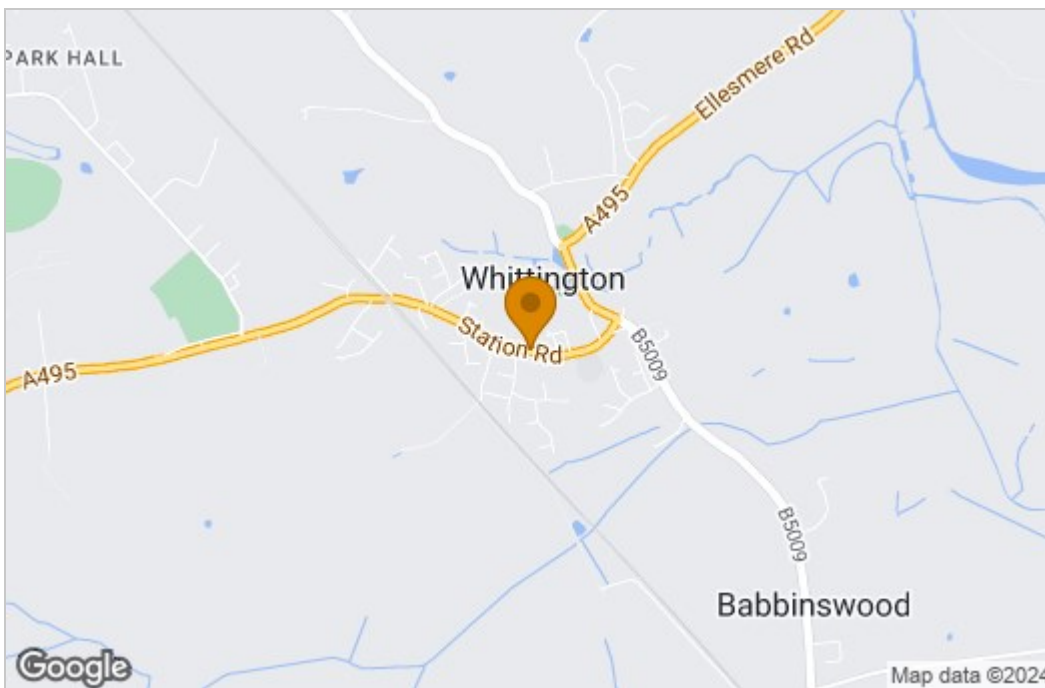 PARK HALL
Ellesmere Rd
A495
Whittington
Station Rd
A495
B5009
B5009
Babbinswood
Google
Map data ©2024